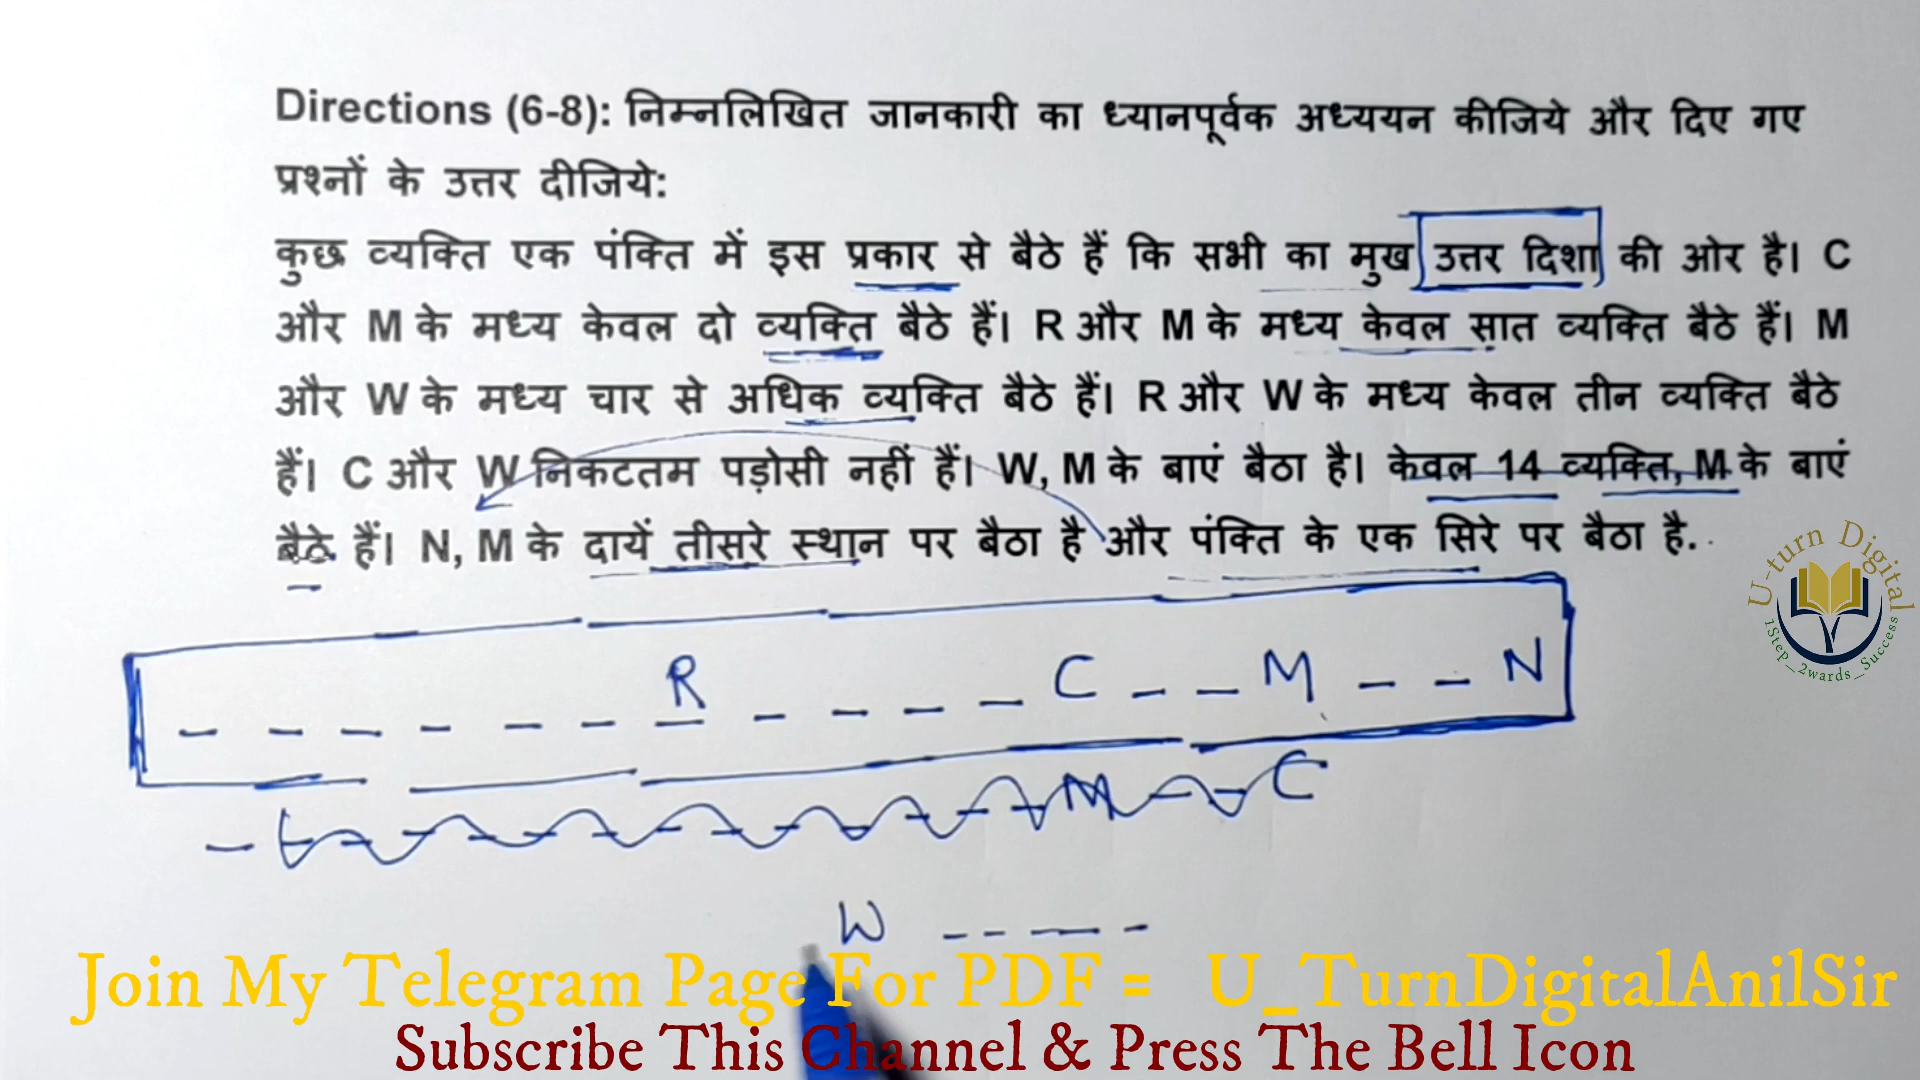 Directions (6-8): निम्नलिखित जानकारी का ध्यानपूर्वक अध्ययन कीजिये और दिए गए
प्रश्नों के उत्तर दीजिये:
कुछ व्यक्ति एक पंक्ति में इस प्रकार से बैठे हैं कि सभी का मुख उत्तर दिशा की ओर है। C
और M के मध्य केवल दो व्यक्ति बैठे हैं। R और M के मध्य केवल सात व्यक्ति बैठे हैं। M
और W के मध्य चार से अधिक व्यक्ति बैठे हैं। R और W के मध्य केवल तीन व्यक्ति बैठे
हैं। C और W निकटतम पड़ोसी नहीं हैं। W, M के बाएं बैठा है। केवल 14 व्यक्ति, M के बाएं
बैठे हैं। N, M के दायें तीसरे स्थान पर बैठा है और पंक्ति के एक सिरे पर बैठा है.
U-turn Digital
1Step_2wards_Success
R C M N
M C
W
Join My Telegram Page For PDF = U_TurnDigitalAnilSir
Subscribe This Channel & Press The Bell Icon